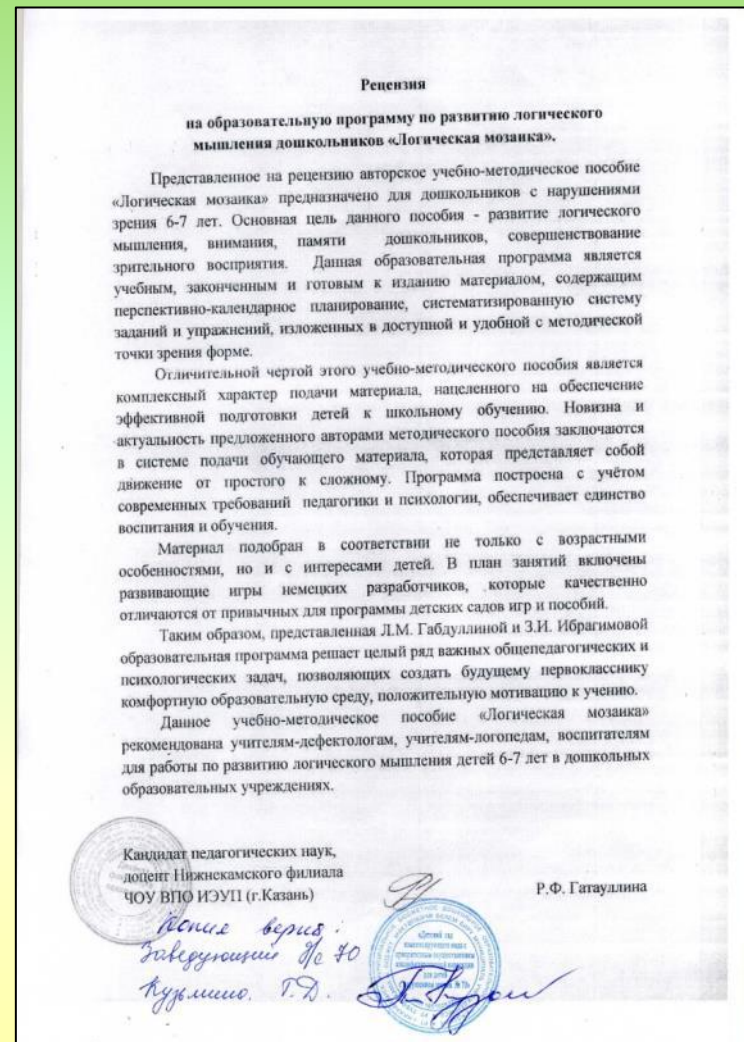 Рецензия
на образовательную программу по развитию логического
мышления дошкольников «Логическая мозаика».
Представленное на рецензию авторское учебно-методическое пособие
«Логическая мозаика» предназначено для дошкольников с нарушениями
зрения 6-7 лет. Основная цель данного пособия - развитие логического
мышления, внимания, памяти дошкольников, совершенствование
зрительного восприятия. Данная образовательная программа является
учебным, законченным и готовым к изданию материалом, содержащим
перспективно-календарное планирование, систематизированную систему
заданий и упражнений, изложенных в доступной и удобной с методической
точки зрения форме.
Отличительной чертой этого учебно-методического пособия является
комплексный характер подачи материала, нацеленного на обеспечение
эффективной подготовки детей к школьному обучению. Новизна и
актуальность предложенного авторами методического пособия заключаются
в системе подачи обучающего материала, которая представляет собой
движение от простого к сложному. Программа построена с учётом
современных требований педагогики и психологии, обеспечивает единство
воспитания и обучения.
Материал подобран в соответствии не только с возрастными
особенностями, но и с интересами детей. В план занятий включены
развивающие игры немецких разработчиков, которые качественно
отличаются от привычных для программы детских садов игр и пособий.
Таким образом, представленная Л.М. Габдуллиной и З.И. Ибрагимовой
образовательная программа решает целый ряд важных общепедагогических и
психологических задач, позволяющих создать будущему первокласснику
комфортную образовательную среду, положительную мотивацию к учению.
Данное учебно-методическое пособие «Логическая мозаика»
рекомендована учителям-дефектологам, учителям-логопедам, воспитателям
для работы по развитию логического мышления детей 6-7 лет в дошкольных
образовательных учреждениях.
Кандидат педагогических наук,
доцент Нижнекамского филиала
ЧОУ ВПО ИЭУП (г.Казань) Р.Ф. Гатауллина
Копия верна:
Заведующий д/с 70
Кузьмина. Т.Д.
«Детский сад